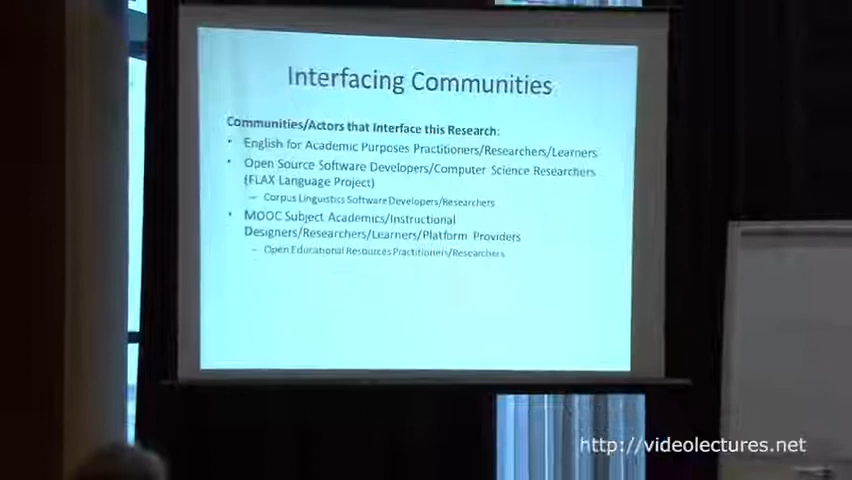 Interfacing Communities
Communities/Actors that Interface this Research:
• English for Academic Purposes Practitioners/Researchers/Learners
• Open Source Software Developers/Computer Science Researchers
(FLAX Language Project)
– Corpus Linguistics Software Developers/Researchers
• MOOC Subject Academics/Instructional
Designers/Researchers/Learners/Platform Providers
– Open Educational Resources Practitioners/Researchers
http://videolectures.net